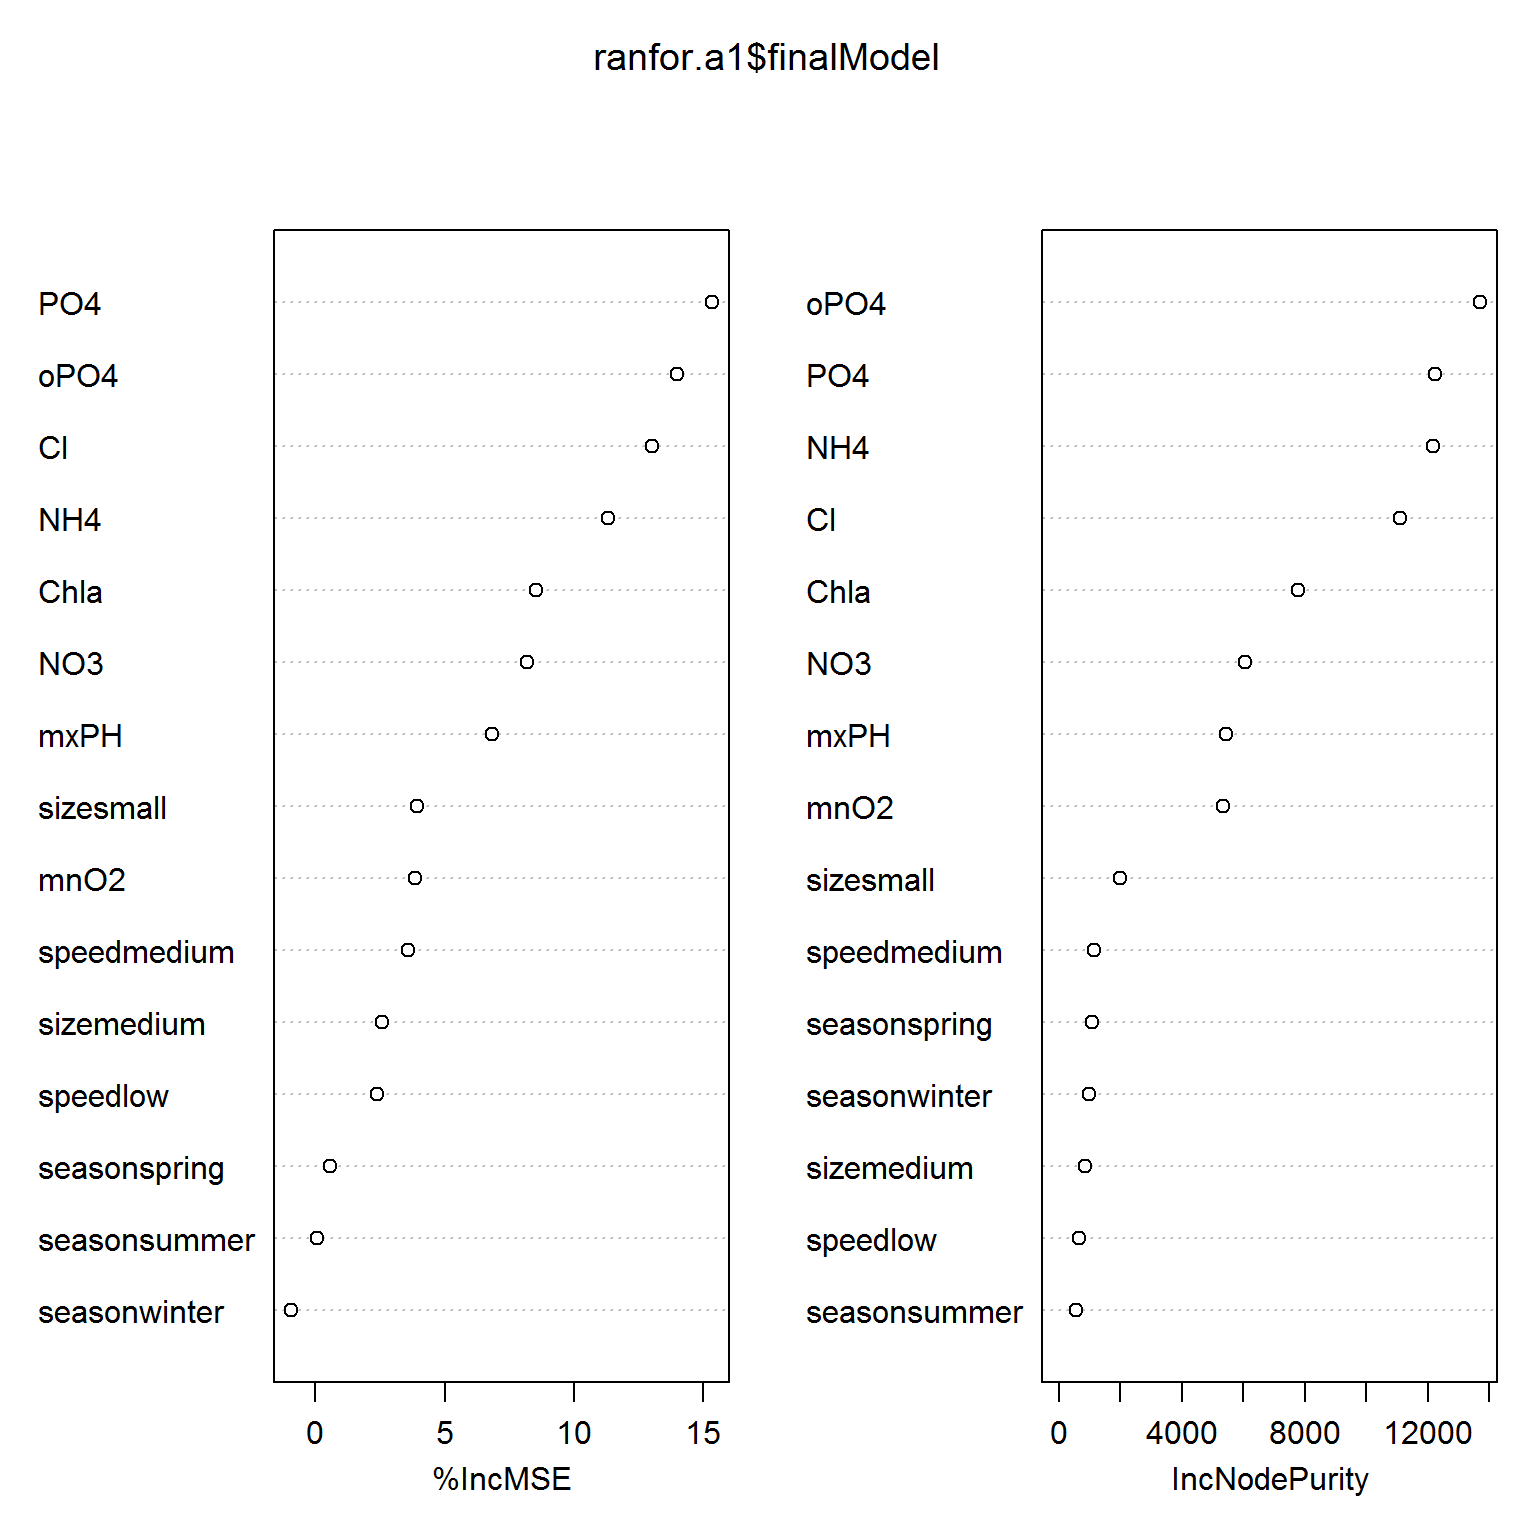 ranfor.a1$finalModel
PO4
oPO4
Cl
NH4
Chla
NO3
mxPH
sizesmall
mnO2
speedmedium
sizemedium
speedlow
seasonspring
seasonsummer
seasonwinter
0 5 10 15
%IncMSE
oPO4
PO4
NH4
Cl
Chla
NO3
mxPH
mnO2
sizesmall
speedmedium
seasonspring
seasonwinter
sizemedium
speedlow
seasonsummer
0 4000 8000 12000
IncNodePurity